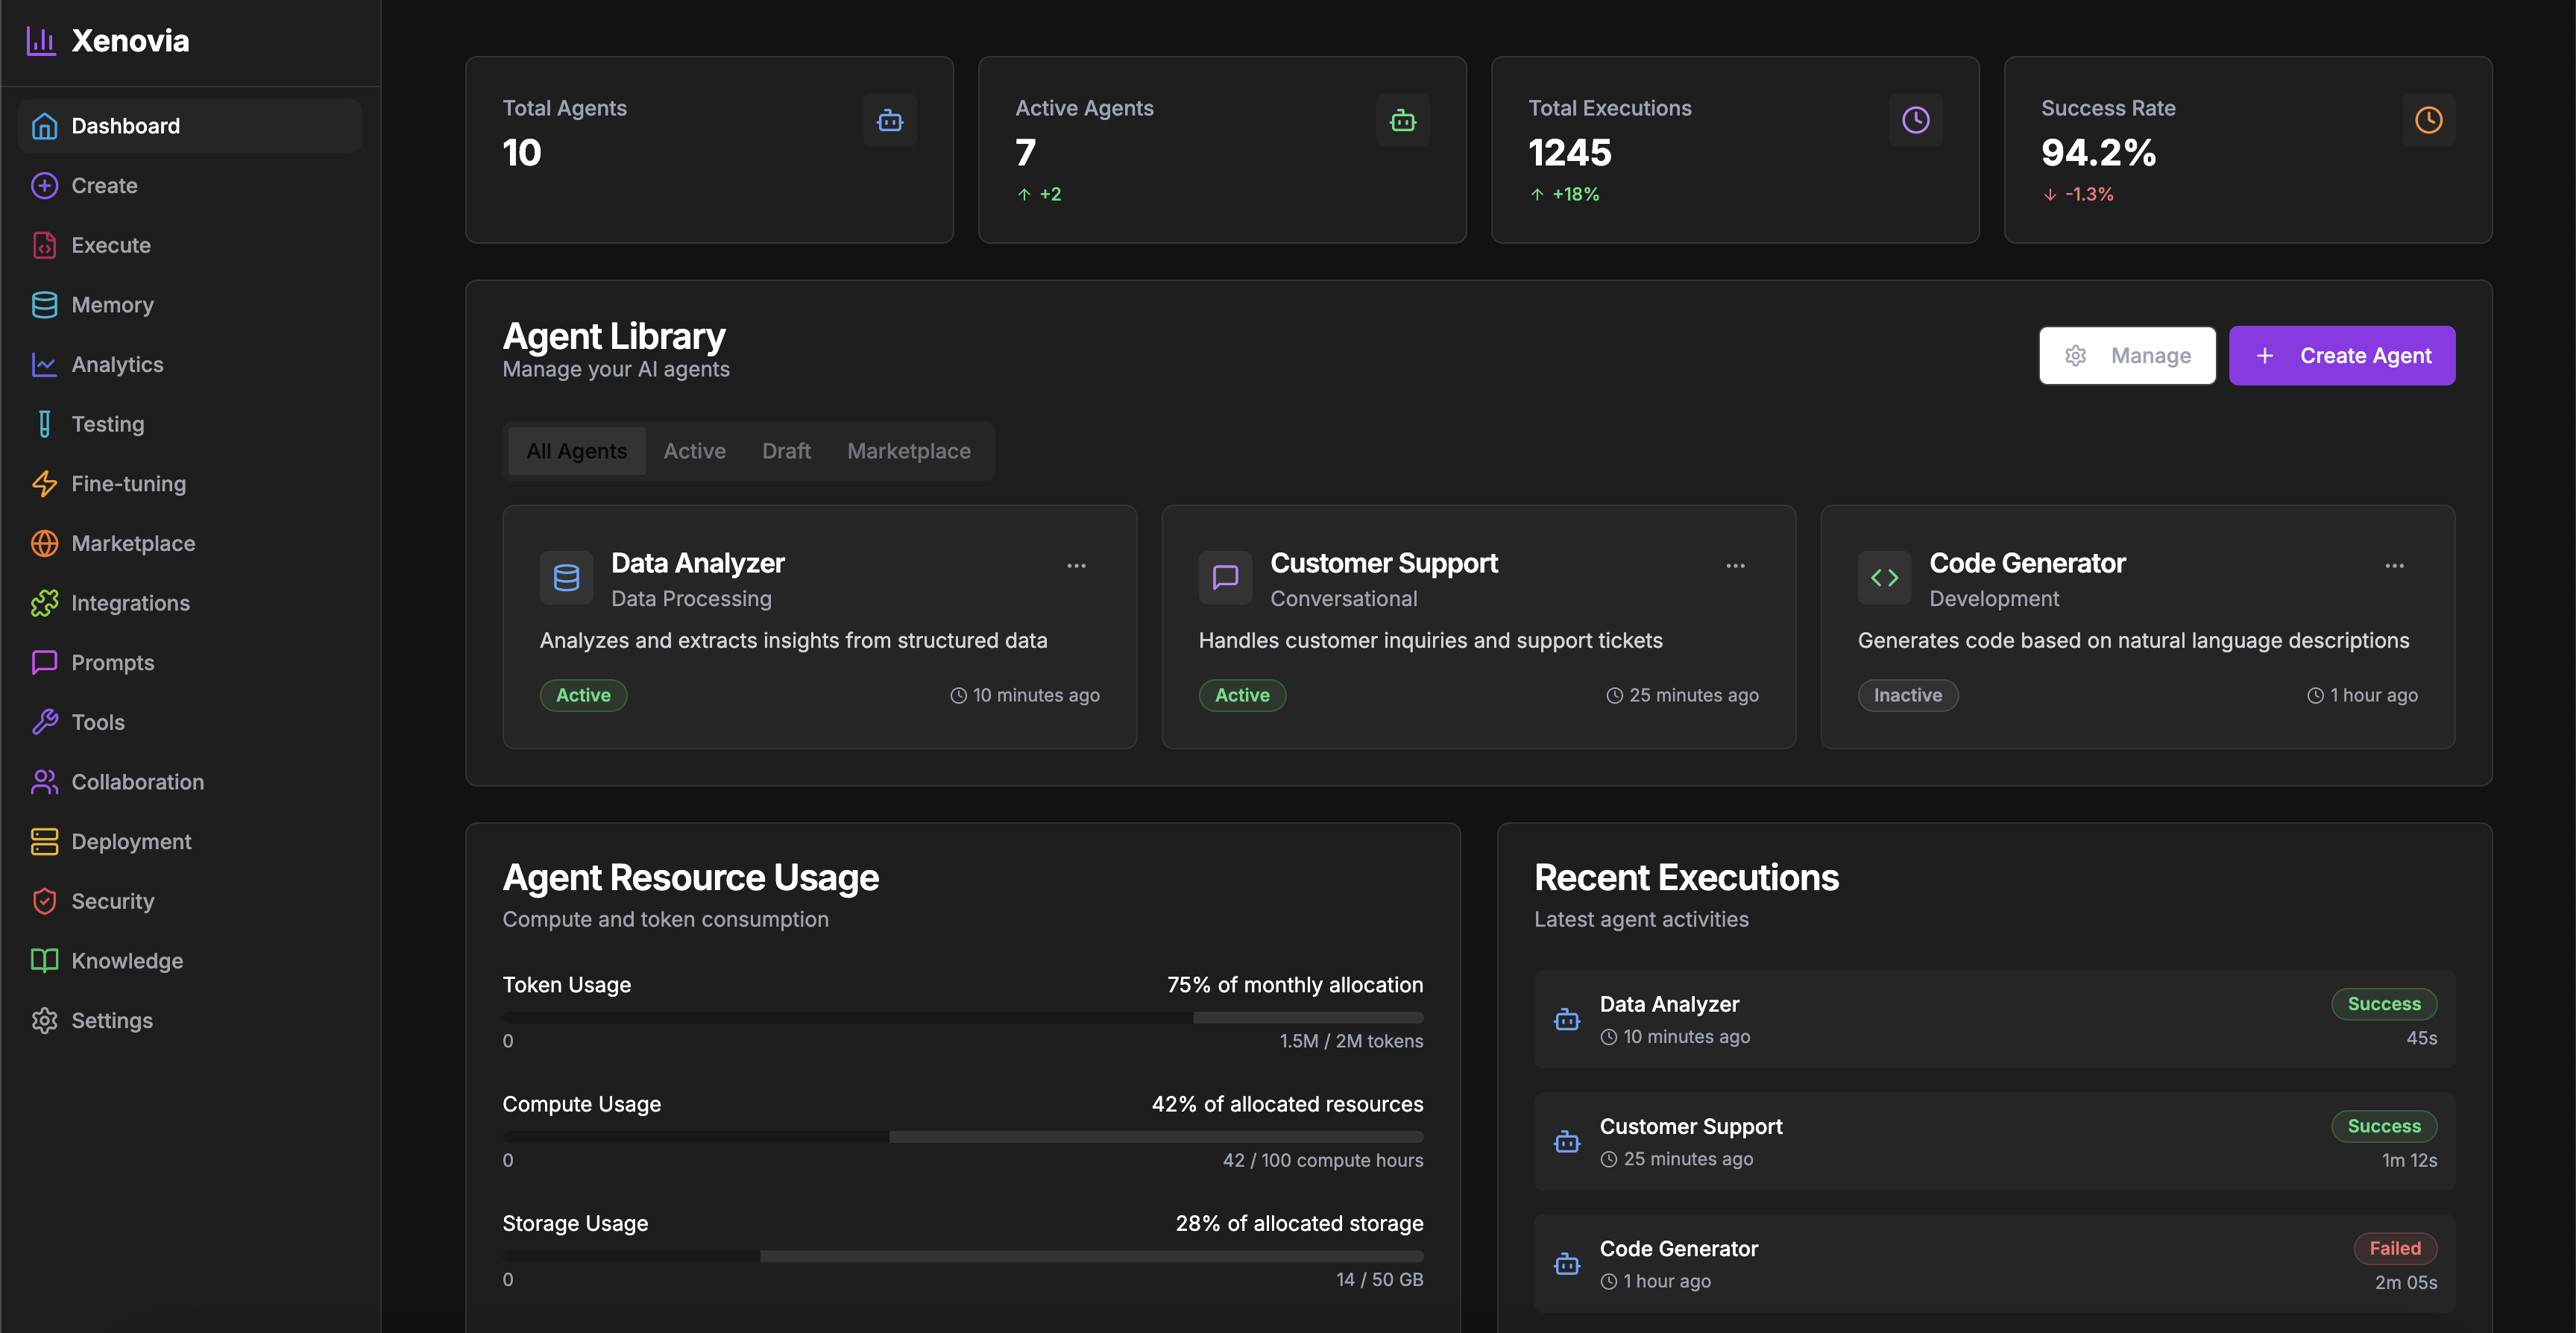 Xenovia
Dashboard
Create
Execute
Memory
Analytics
Testing
Fine-tuning
Marketplace
Integrations
Prompts
Tools
Collaboration
Deployment
Security
Knowledge
Settings
Total Agents
10
Active Agents
7
+2
Total Executions
1245
+18%
Success Rate
94.2%
-1.3%
Agent Library
Manage your AI agents
Manage
Create Agent
All Agents Active Draft Marketplace
Data Analyzer
Data Processing
Analyzes and extracts insights from structured data
Active 10 minutes ago
Customer Support
Conversational
Handles customer inquiries and support tickets
Active 25 minutes ago
Code Generator
Development
Generates code based on natural language descriptions
Inactive 1 hour ago
Agent Resource Usage
Compute and token consumption
Token Usage 75% of monthly allocation
0 1.5M / 2M tokens
Compute Usage 42% of allocated resources
0 42 / 100 compute hours
Storage Usage 28% of allocated storage
0 14 / 50 GB
Recent Executions
Latest agent activities
Data Analyzer Success
10 minutes ago 45s
Customer Support Success
25 minutes ago 1m 12s
Code Generator Failed
1 hour ago 2m 05s